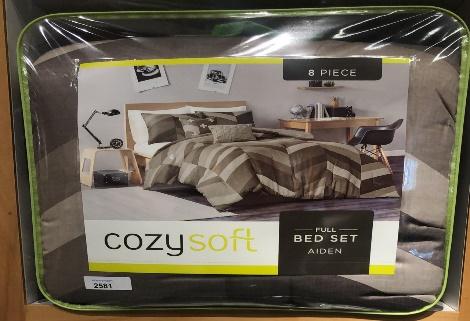 8 PIECE
cozysoft
FULL
BED SET
AIDEN
2581